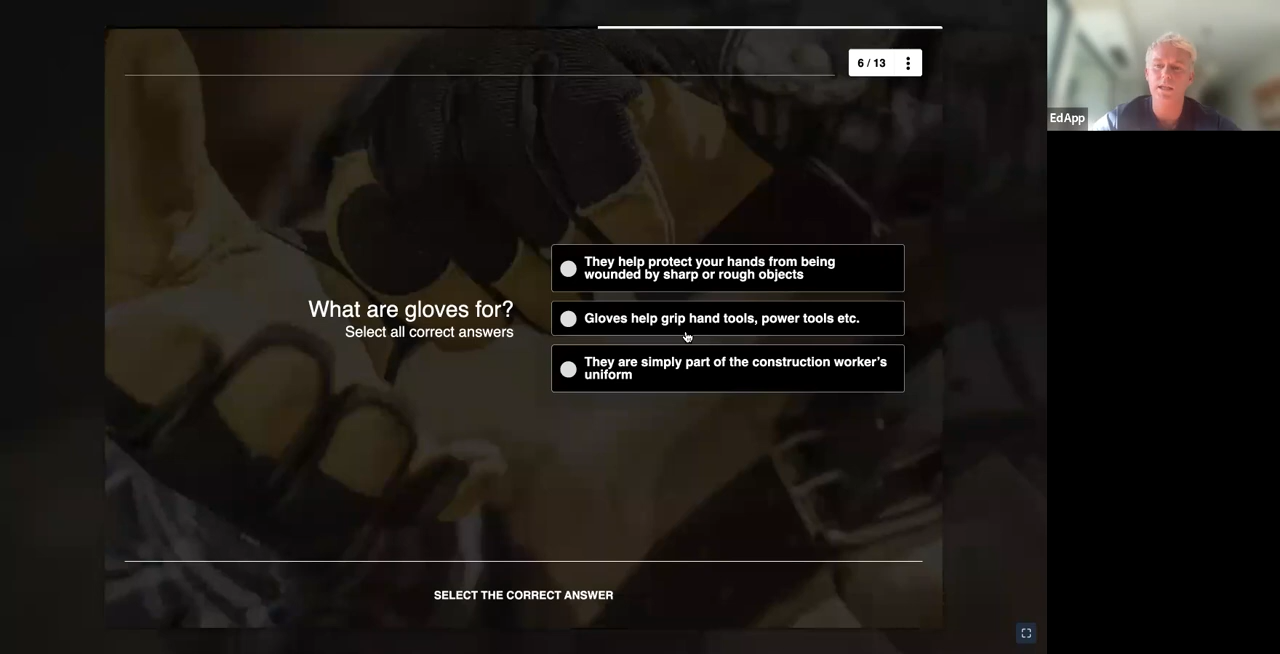 6 / 13
EdApp
They help protect your hands from being
wounded by sharp or rough objects
What are gloves for?
Select all correct answers
Gloves help grip hand tools, power tools etc.
They are simply part of the construction worker's
uniform
SELECT THE CORRECT ANSWER